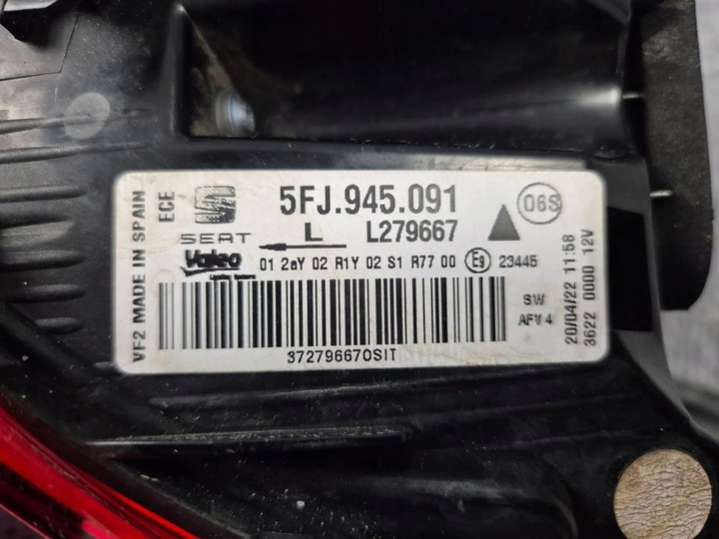 VF2 MADE IN SPAIN
ECE
SEAT
5FJ.945.091
L L279667
06S
Valeo
01 2aY 02 R1Y 02 S1 R77 00 E9 23445
SW
AFV 4
372796670SIT
20/04/22 11:58
3622 0000 12V